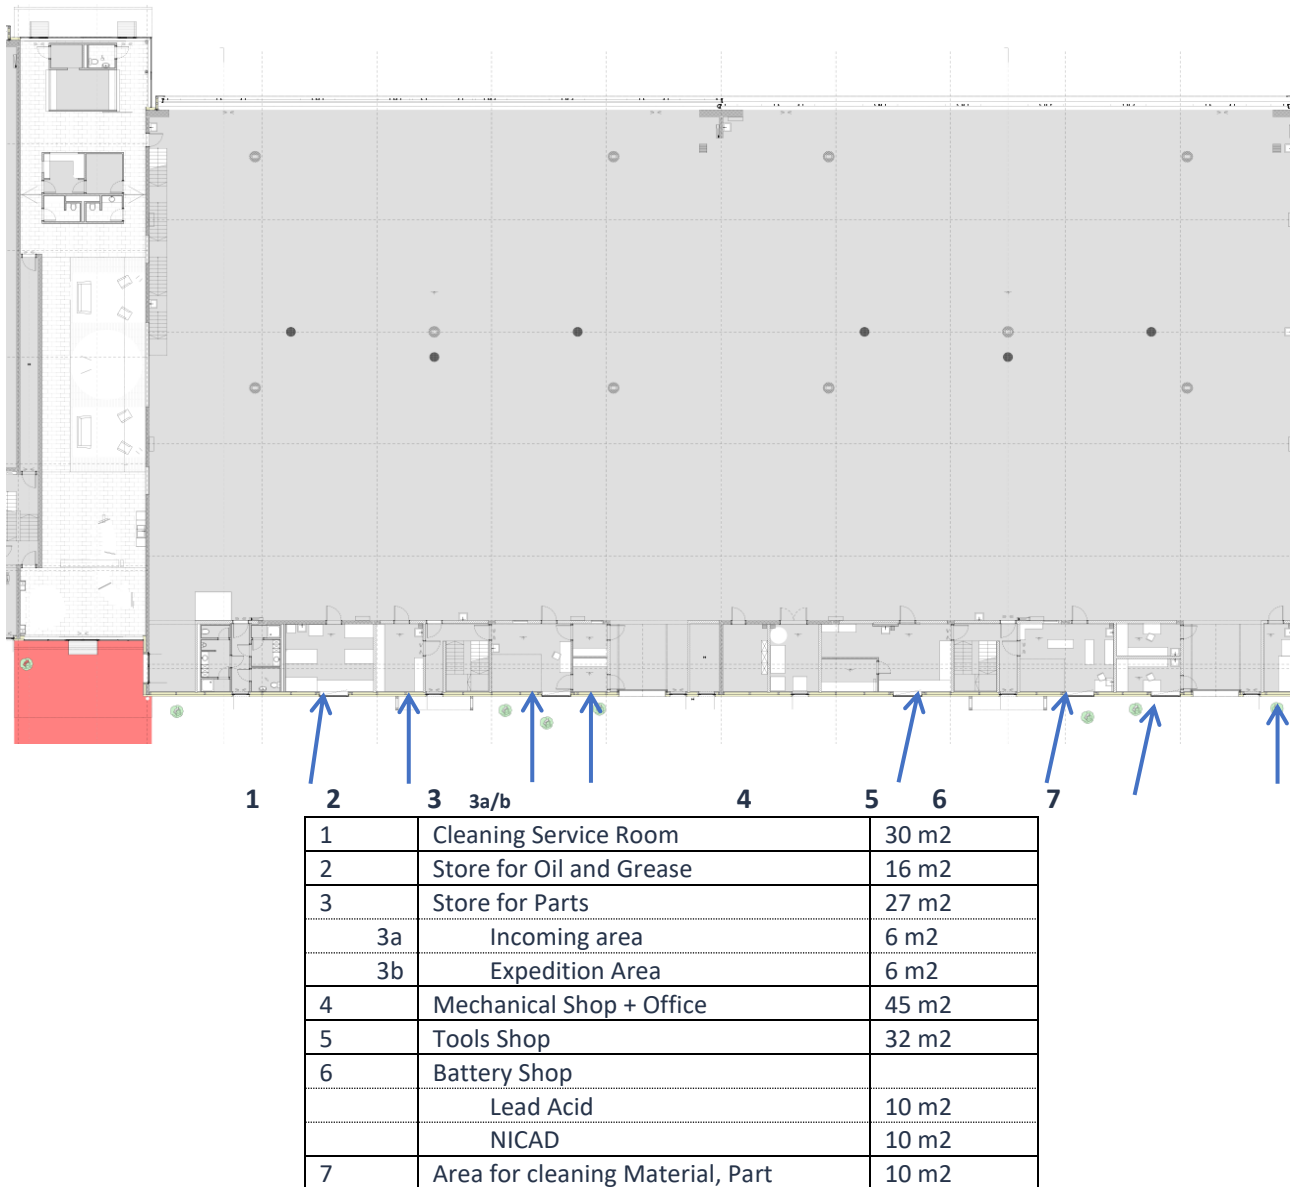 1 2 3 3a/b 4 5 6 7
1 Cleaning Service Room 30 m2
2 Store for Oil and Grease 16 m2
3 Store for Parts 27 m2
3a Incoming area 6 m2
3b Expedition Area 6 m2
4 Mechanical Shop + Office 45 m2
5 Tools Shop 32 m2
6 Battery Shop
Lead Acid 10 m2
NICAD 10 m2
7 Area for cleaning Material, Part 10 m2